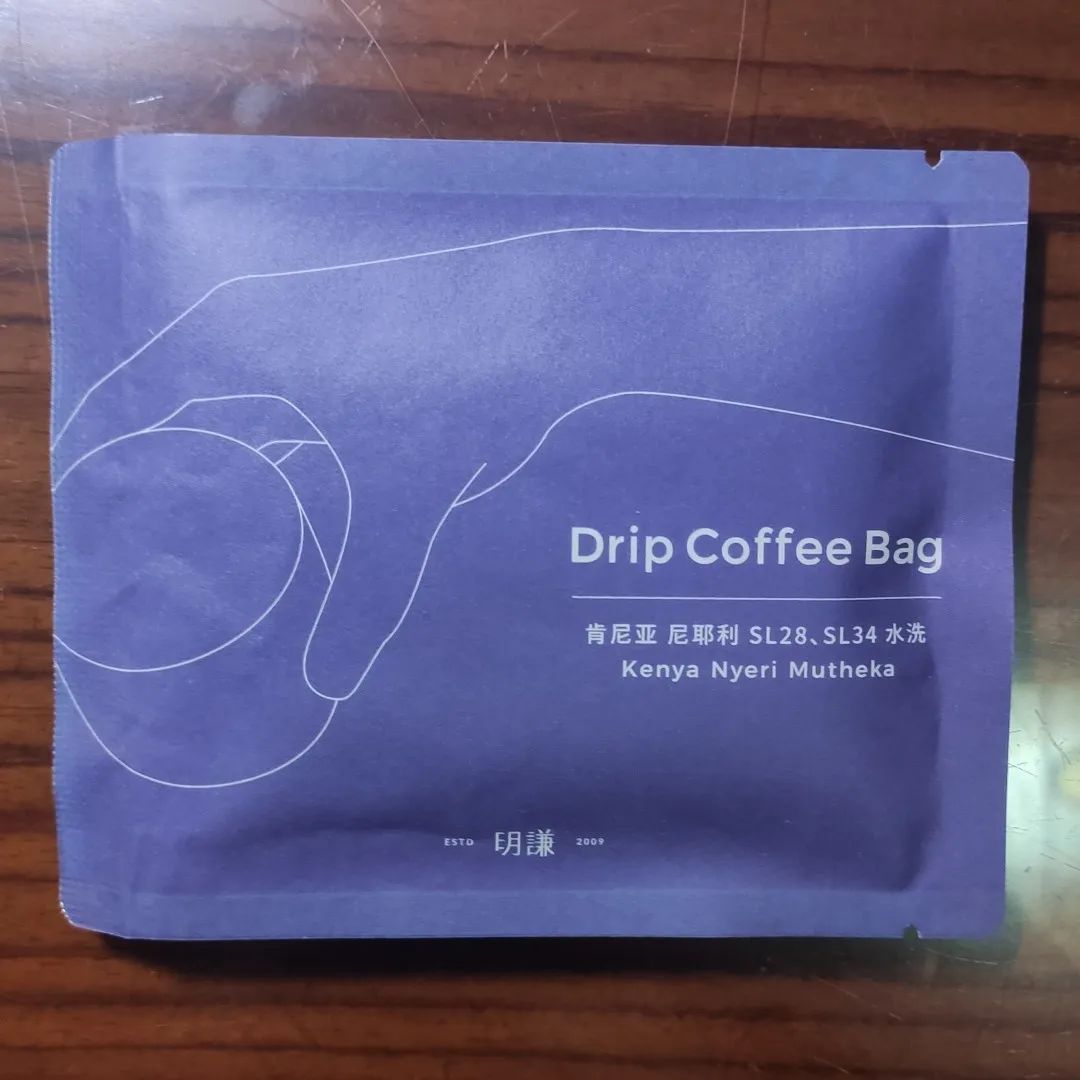 Drip Coffee Bag
肯尼亚 尼耶利 SL28、SL34 水洗
Kenya Nyeri Mutheka
ESTD 明謙 2009